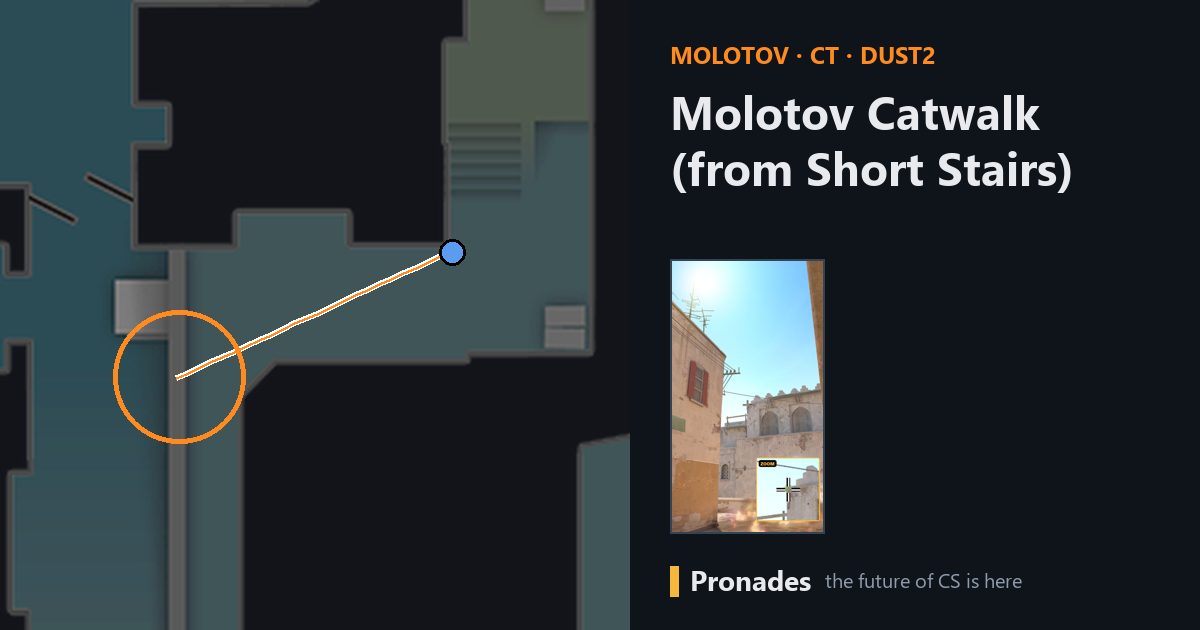 MOLOTOV · CT · DUST2
Molotov Catwalk
(from Short Stairs)
ZOOM
Pronades the future of CS is here